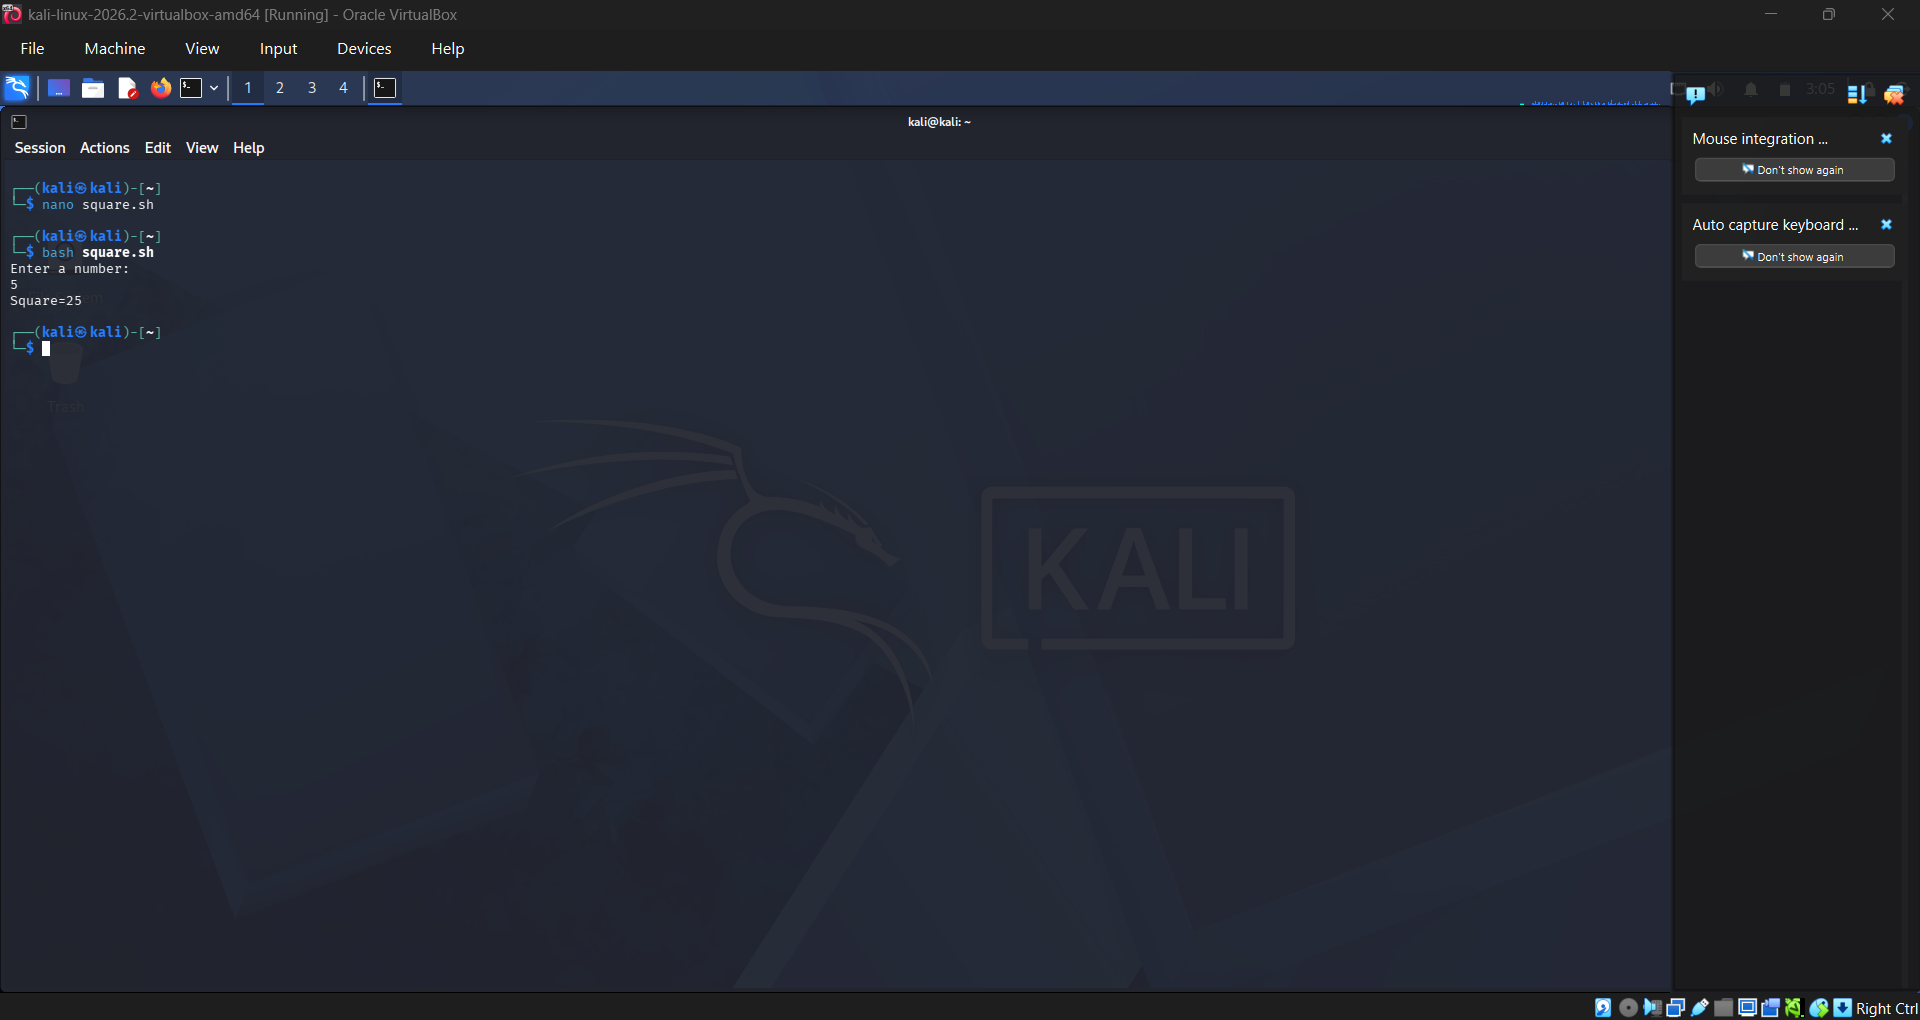 kali-linux-2026.2-virtualbox-amd64 [Running] - Oracle VirtualBox
File Machine View Input Devices Help
1 2 3 4 3:05
kali@kali: ~
Session Actions Edit View Help
┌──(kali㉿kali)-[~]
└─$ nano square.sh
┌──(kali㉿kali)-[~]
└─$ bash square.sh
Enter a number:
5
Square=25
┌──(kali㉿kali)-[~]
└─$
Trash
KALI
Mouse integration ...
Don't show again
Auto capture keyboard ...
Don't show again
Right Ctrl